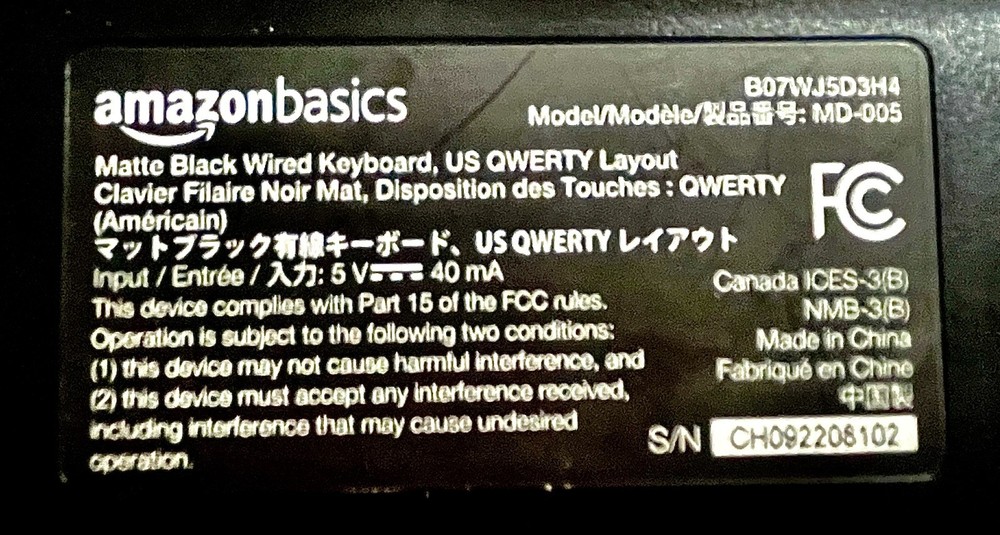 amazonbasics
B07WJ5D3H4
Model/Modèle/製品番号: MD-005
Matte Black Wired Keyboard, US QWERTY Layout
Clavier Filaire Noir Mat, Disposition des Touches : QWERTY
(Américain)
マットブラック有線キーボード、US QWERTY レイアウト
Input / Entrée / 入力: 5 V⎓ 40 mA
This device complies with Part 15 of the FCC rules.
Operation is subject to the following two conditions:
(1) this device may not cause harmful interference, and
(2) this device must accept any interference received,
including interference that may cause undesired
operation.
FC
Canada ICES-3(B)
NMB-3(B)
Made in China
Fabriqué en Chine
中国製
S/N CH092208102